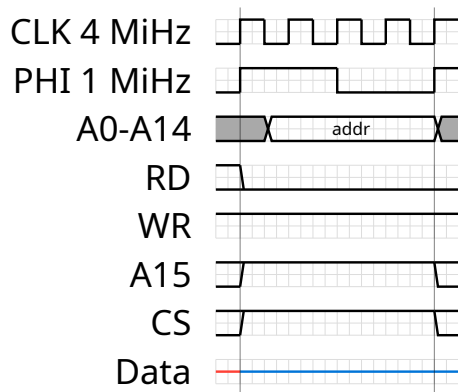 CLK 4 MiHz
PHI 1 MiHz
A0-A14 addr
RD
WR
A15
CS
Data